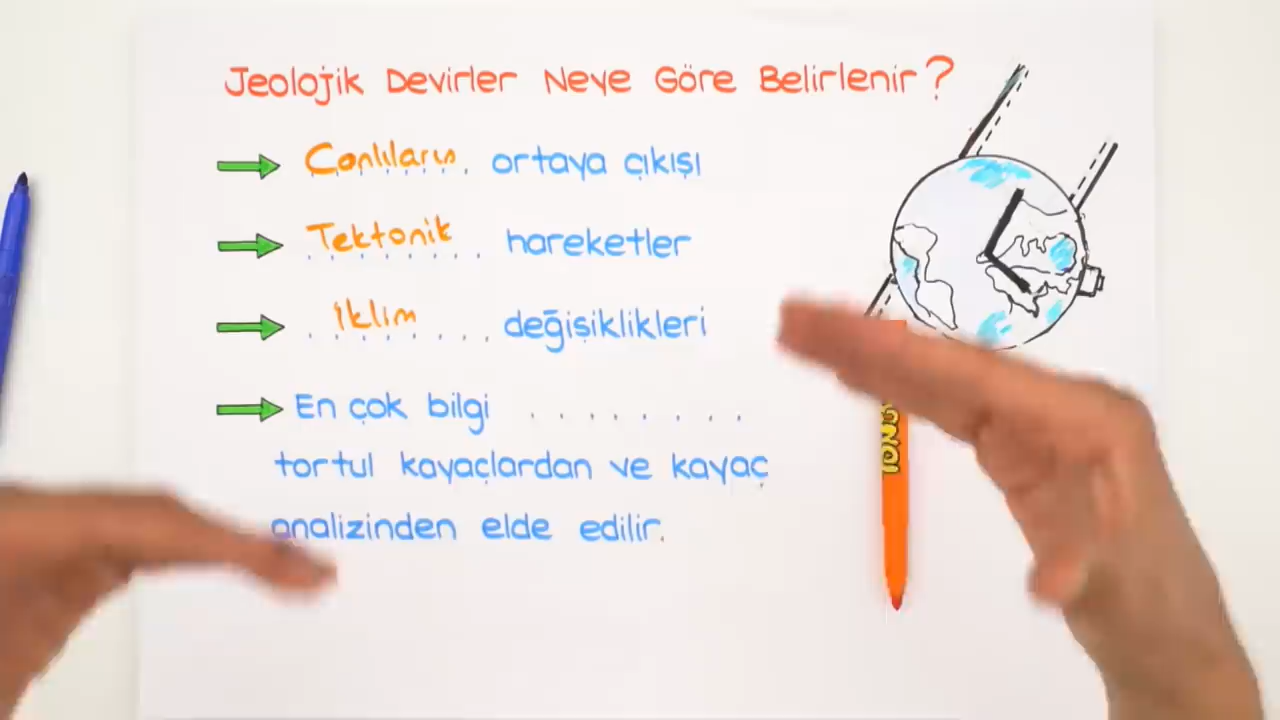 Jeolojik Devirler Neye Göre Belirlenir?
Canlıların ortaya çıkışı
Tektonik hareketler
İklim değişiklikleri
En çok bilgi ........
tortul kayaçlardan ve kayaç
analizinden elde edilir.